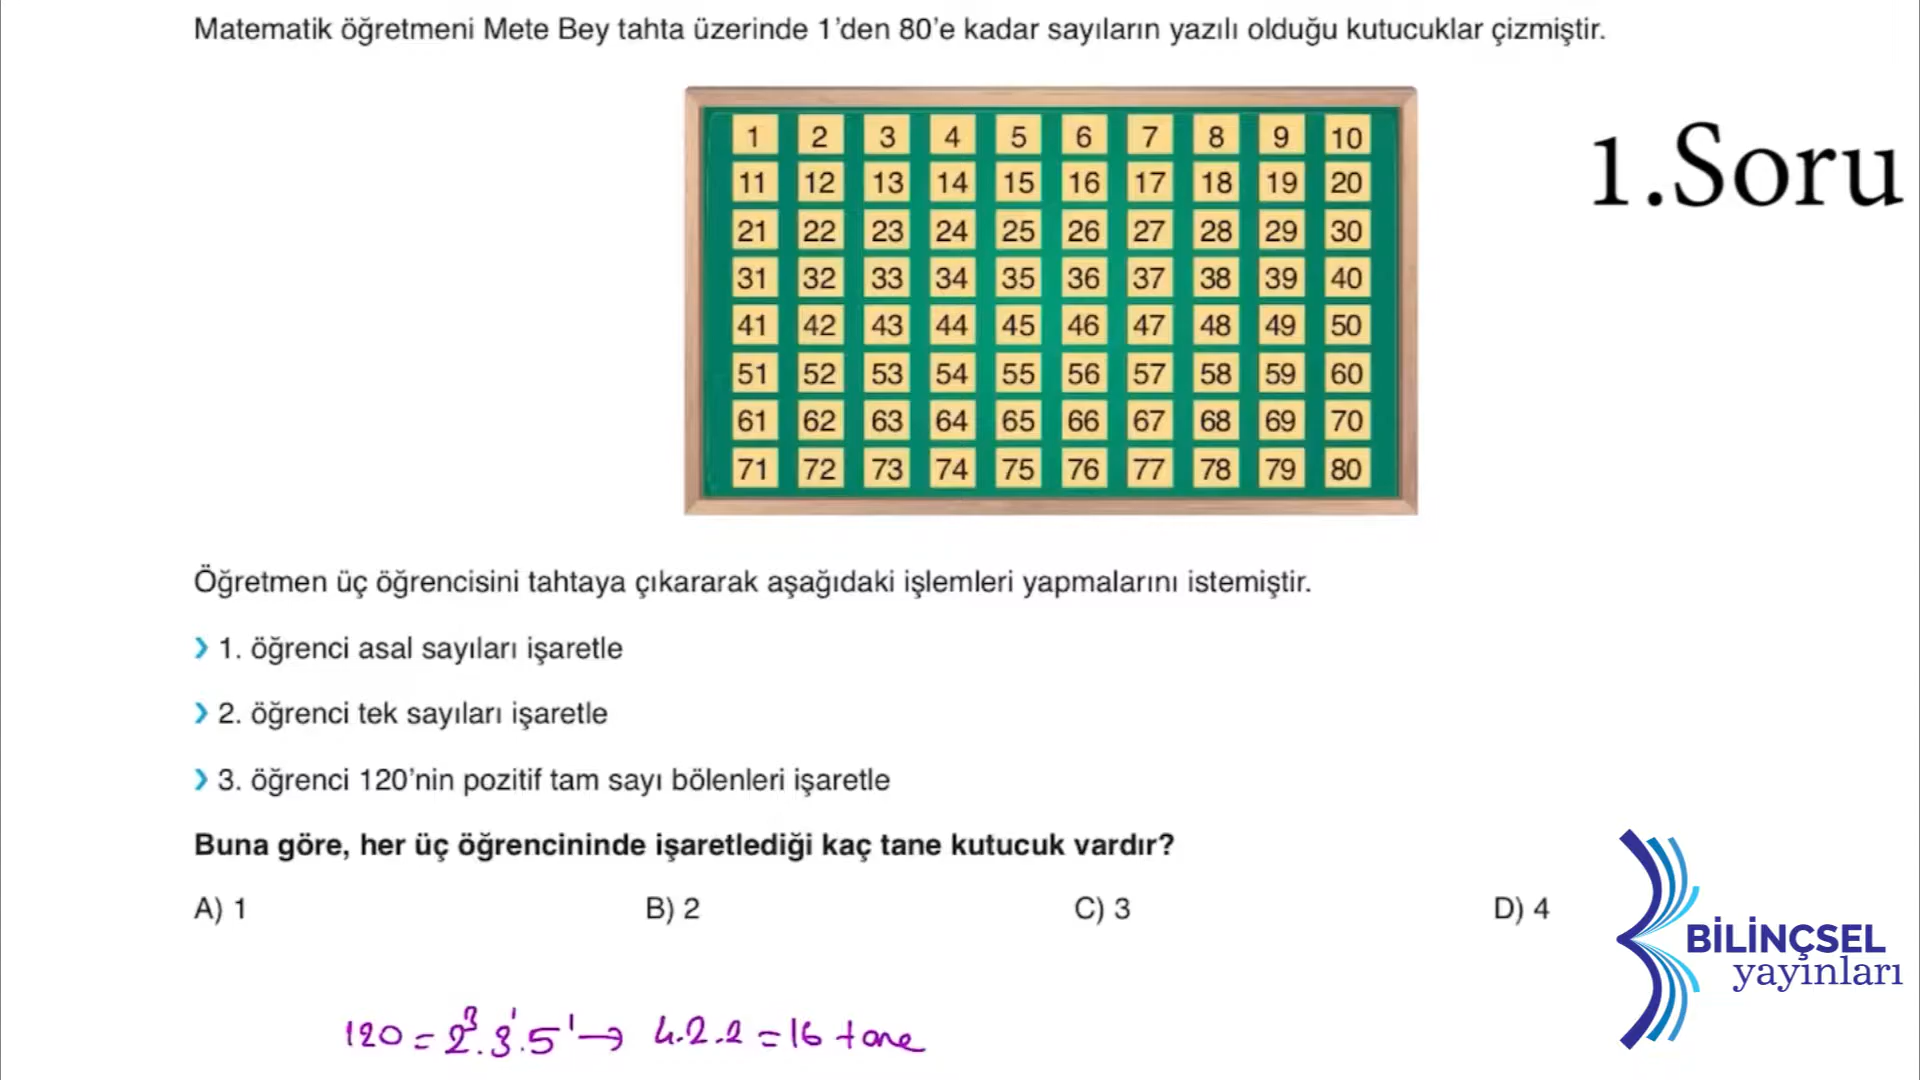 Matematik öğretmeni Mete Bey tahta üzerinde 1’den 80’e kadar sayıların yazılı olduğu kutucuklar çizmiştir.
1 2 3 4 5 6 7 8 9 10
11 12 13 14 15 16 17 18 19 20
21 22 23 24 25 26 27 28 29 30
31 32 33 34 35 36 37 38 39 40
41 42 43 44 45 46 47 48 49 50
51 52 53 54 55 56 57 58 59 60
61 62 63 64 65 66 67 68 69 70
71 72 73 74 75 76 77 78 79 80
1.Soru
Öğretmen üç öğrencisini tahtaya çıkararak aşağıdaki işlemleri yapmalarını istemiştir.
❯ 1. öğrenci asal sayıları işaretle
❯ 2. öğrenci tek sayıları işaretle
❯ 3. öğrenci 120’nin pozitif tam sayı bölenleri işaretle
Buna göre, her üç öğrencininde işaretlediği kaç tane kutucuk vardır?
A) 1 B) 2 C) 3 D) 4
BİLİNÇSEL
yayınları
120 = 2³.3¹.5¹ → 4.2.2 = 16 tane